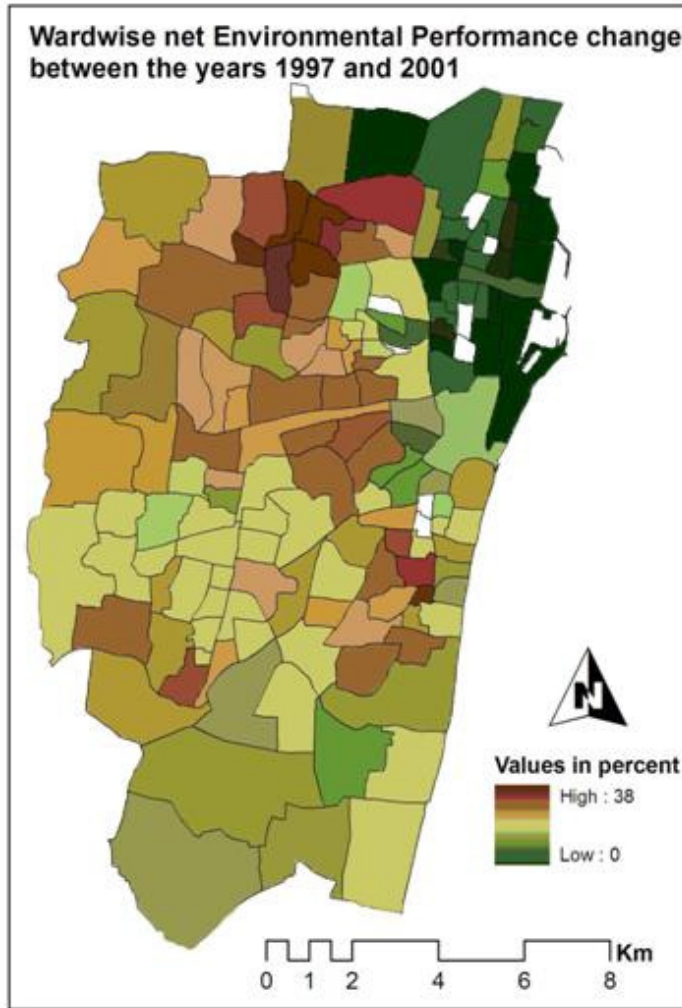 Wardwise net Environmental Performance change
between the years 1997 and 2001
N
Values in percent
High : 38
Low : 0
Km
0 1 2 4 6 8